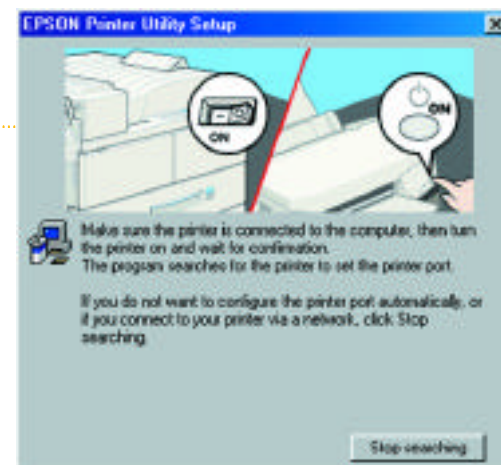 EPSON Printer Utility Setup
ON
ON
Make sure the printer is connected to the computer, then turn
the printer on and wait for confirmation.
The program searches for the printer to set the printer port.
If you do not want to configure the printer port automatically, or
if you connect to your printer via a network, click Stop
searching.
Stop searching